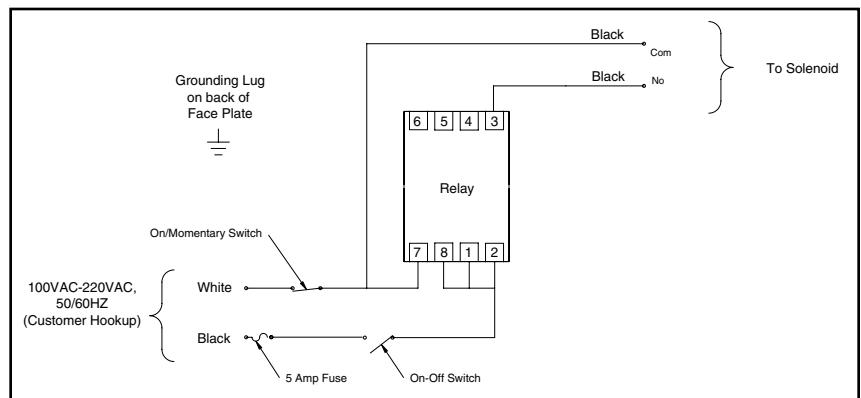 Black
Com
To Solenoid
Black
No
Grounding Lug
on back of
Face Plate
6 5 4 3
Relay
On/Momentary Switch
7 8 1 2
100VAC-220VAC,
50/60HZ
(Customer Hookup)
White
Black
5 Amp Fuse
On-Off Switch